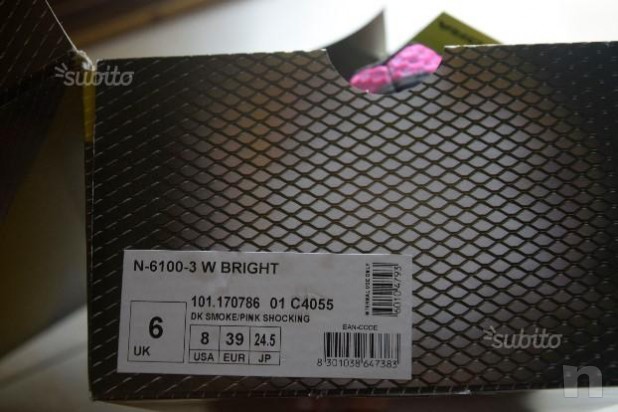 subito
N-6100-3 W BRIGHT
101.170786 01 C4055
DK SMOKE/PINK SHOCKING
6
UK
8 39 24.5
USA EUR JP
EAN-CODE
8 301038 647383
subito
n